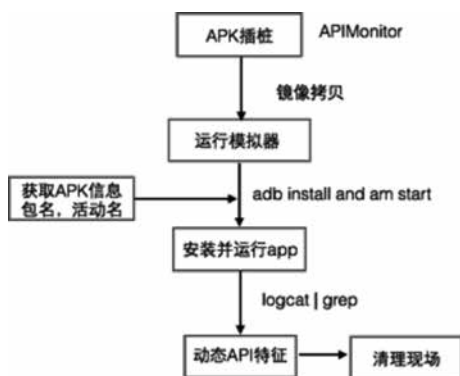 APK插桩
APIMonitor
镜像拷贝
运行模拟器
获取APK信息
包名，活动名
adb install and am start
安装并运行app
logcat | grep
动态API特征
清理现场